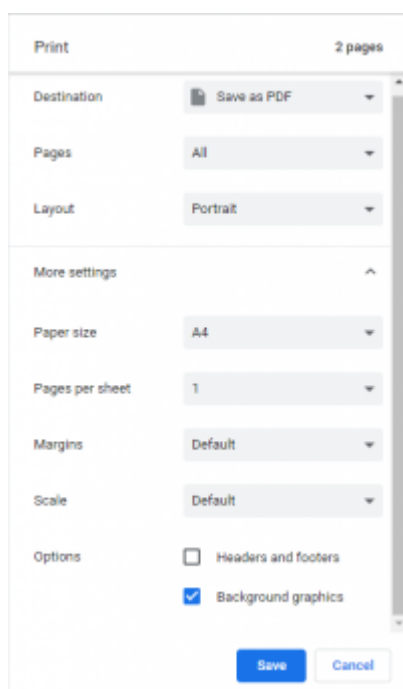 Print 2 pages
Destination Save as PDF
Pages All
Layout Portrait
More settings
Paper size A4
Pages per sheet 1
Margins Default
Scale Default
Options Headers and footers
Background graphics
Save Cancel